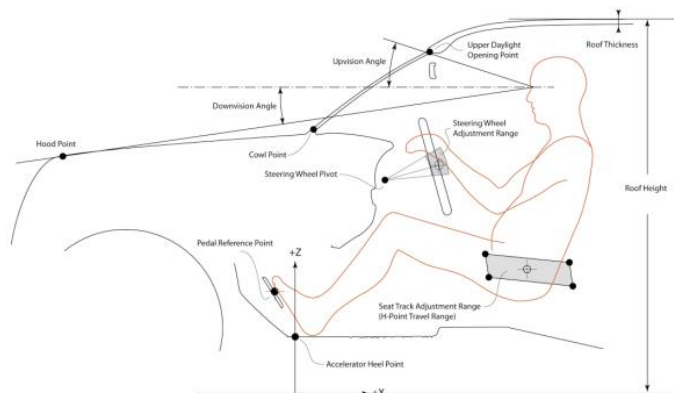 Upper Daylight
Opening Point
Roof Thickness
Upvision Angle
Downvision Angle
Steering Wheel
Adjustment Range
Hood Point
Cowl Point
Steering Wheel Pivot
Roof Height
Pedal Reference Point
+Z
Seat Track Adjustment Range
(H-Point Travel Range)
Accelerator Heel Point